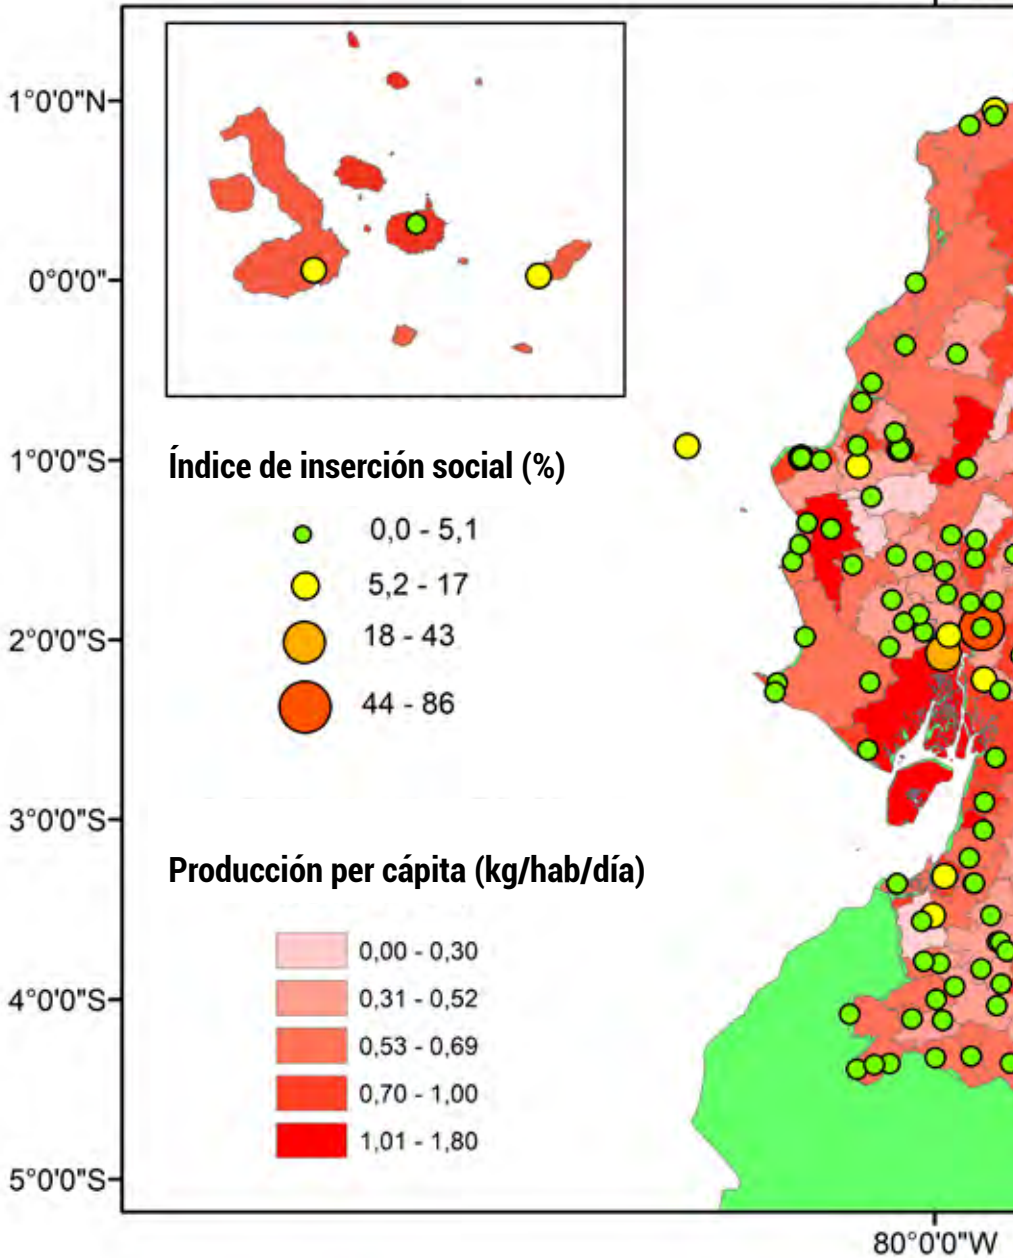 1°0'0"N
0°0'0"
1°0'0"S
2°0'0"S
3°0'0"S
4°0'0"S
5°0'0"S
Índice de inserción social (%)
0,0 - 5,1
5,2 - 17
18 - 43
44 - 86
Producción per cápita (kg/hab/día)
0,00 - 0,30
0,31 - 0,52
0,53 - 0,69
0,70 - 1,00
1,01 - 1,80
80°0'0"W